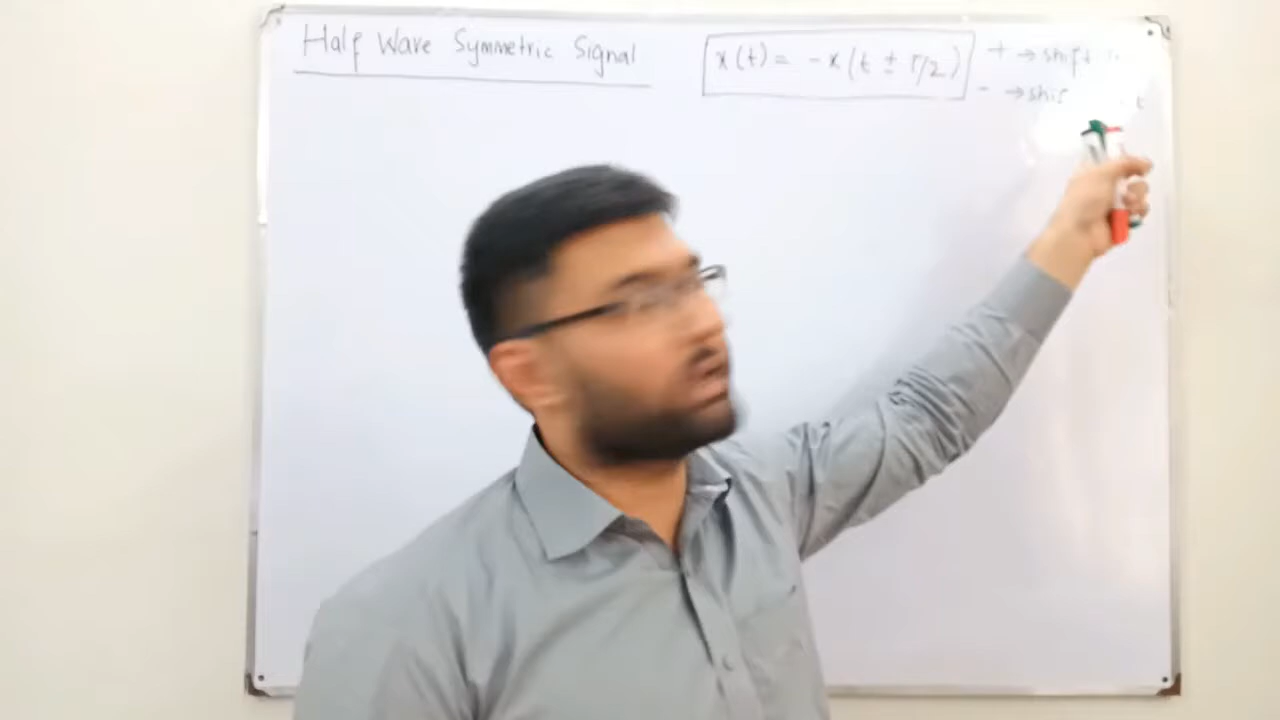 Half Wave Symmetric Signal
x(t) = -x(t ± T/2)
+ → shift
- →